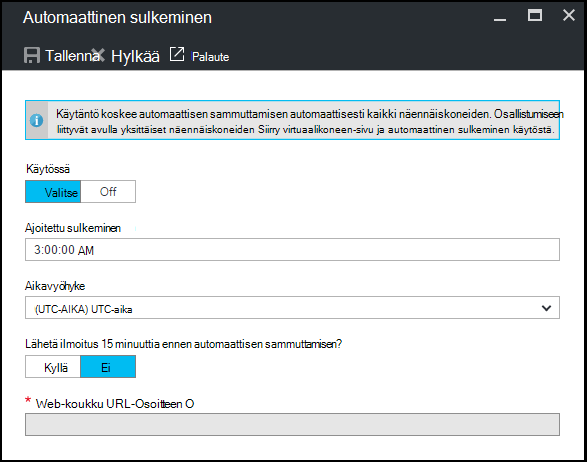 Automaattinen sulkeminen
Tallenna Hylkää Palaute
Käytäntö koskee automaattisen sammuttamisen automaattisesti kaikki näennäiskoneiden. Osallistumiseen
liittyvät avulla yksittäiset näennäiskoneiden Siirry virtuaalikoneen-sivu ja automaattinen sulkeminen käytöstä.
Käytössä
Valitse Off
Ajoitettu sulkeminen
3:00:00 AM
Aikavyöhyke
(UTC-AIKA) UTC-aika
Lähetä ilmoitus 15 minuuttia ennen automaattisen sammuttamisen?
Kyllä Ei
* Web-koukku URL-Osoitteen O